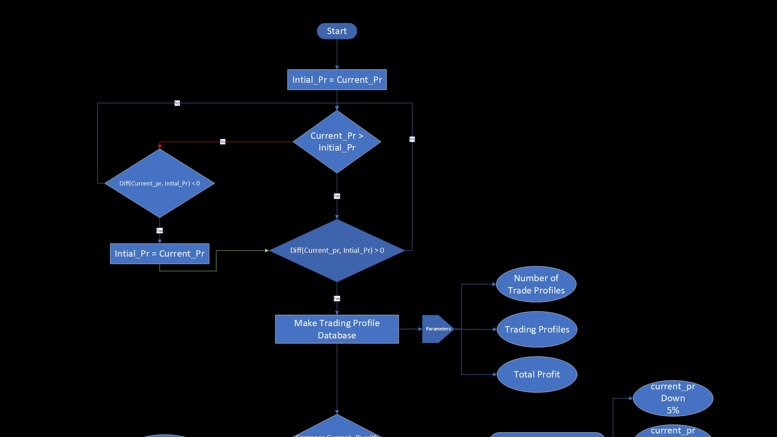 Start
Intial_Pr = Current_Pr
Current_Pr >
Initial_Pr
Diff(Current_pr, Intial_Pr) < 0
Intial_Pr = Current_Pr
Diff(Current_pr, Intial_Pr) > 0
Number of
Trade Profiles
Make Trading Profile
Database
Parameters
Trading Profiles
Total Profit
current_pr
Down
5%
current_pr